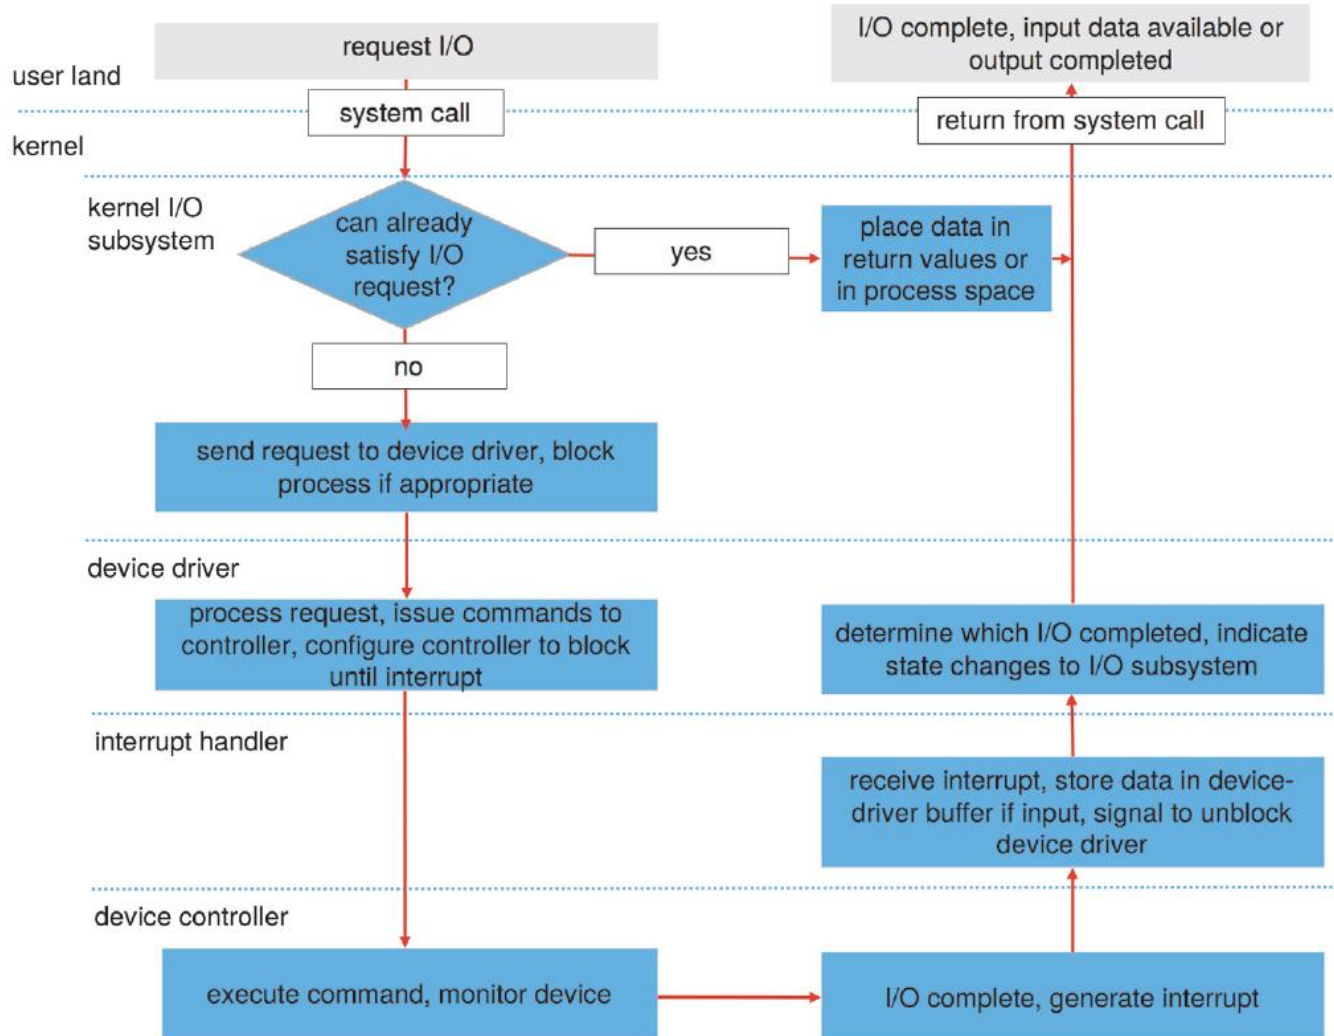 request I/O
I/O complete, input data available or
output completed
user land
system call
return from system call
kernel
kernel I/O
subsystem
can already
satisfy I/O
request?
yes
place data in
return values or
in process space
no
send request to device driver, block
process if appropriate
device driver
process request, issue commands to
controller, configure controller to block
until interrupt
determine which I/O completed, indicate
state changes to I/O subsystem
interrupt handler
receive interrupt, store data in device-
driver buffer if input, signal to unblock
device driver
device controller
execute command, monitor device
I/O complete, generate interrupt